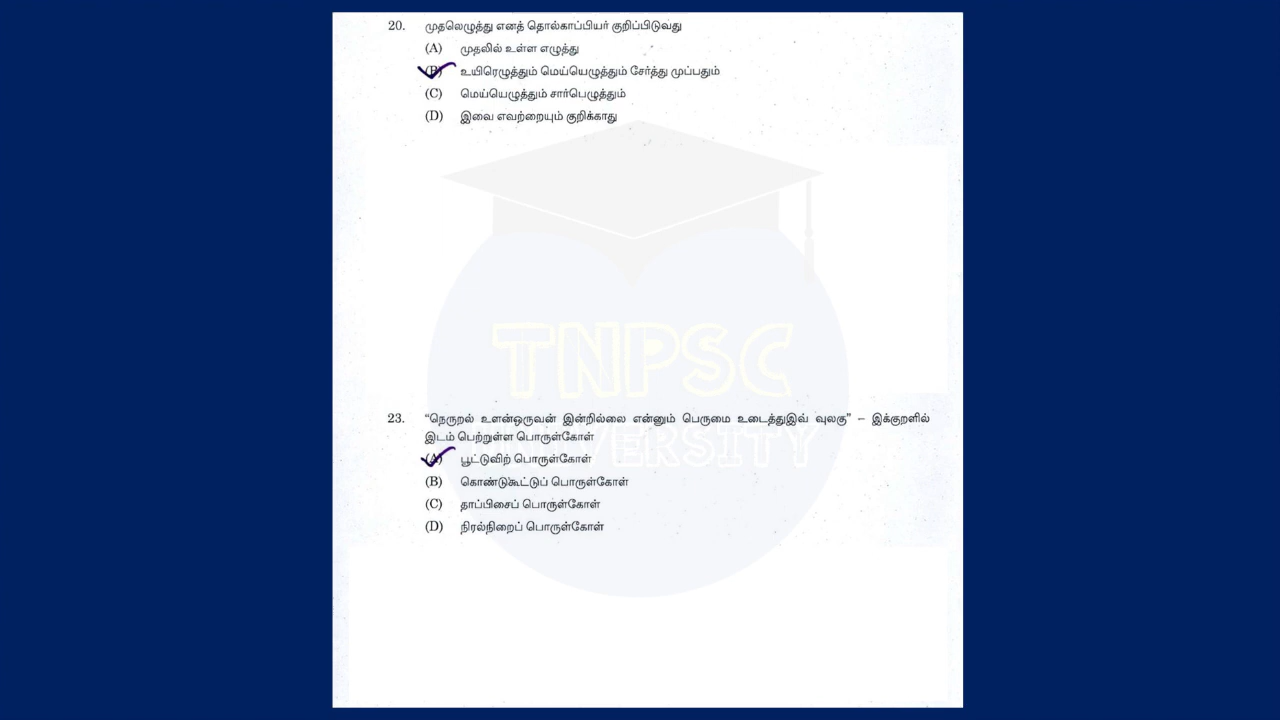 20. முதலெழுத்து எனத் தொல்காப்பியர் குறிப்பிடுவது
(A) முதலில் உள்ள எழுத்து
(B) உயிரெழுத்தும் மெய்யெழுத்தும் சேர்த்து முப்பதும்
(C) மெய்யெழுத்தும் சார்பெழுத்தும்
(D) இவை எவற்றையும் குறிக்காது
TNPSC
23. “நெருறல் உளன்ஒருவன் இன்றில்லை என்னும் பெருமை உடைத்துஇவ் வுலகு” – இக்குறளில்
இடம் பெற்றுள்ள பொருள்கோள்
(A) பூட்டுவிற் பொருள்கோள்
(B) கொண்டுகூட்டுப் பொருள்கோள்
(C) தாப்பிசைப் பொருள்கோள்
(D) நிரல்நிறைப் பொருள்கோள்